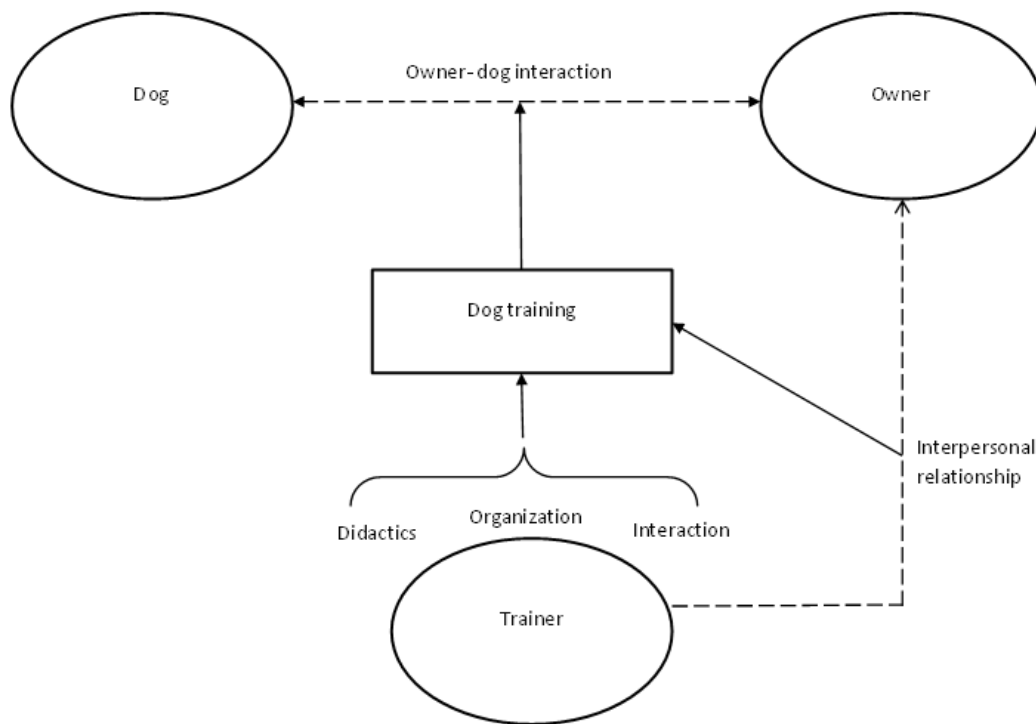 Owner-dog interaction
Dog
Owner
Dog training
Interpersonal
relationship
Didactics
Organization
Interaction
Trainer